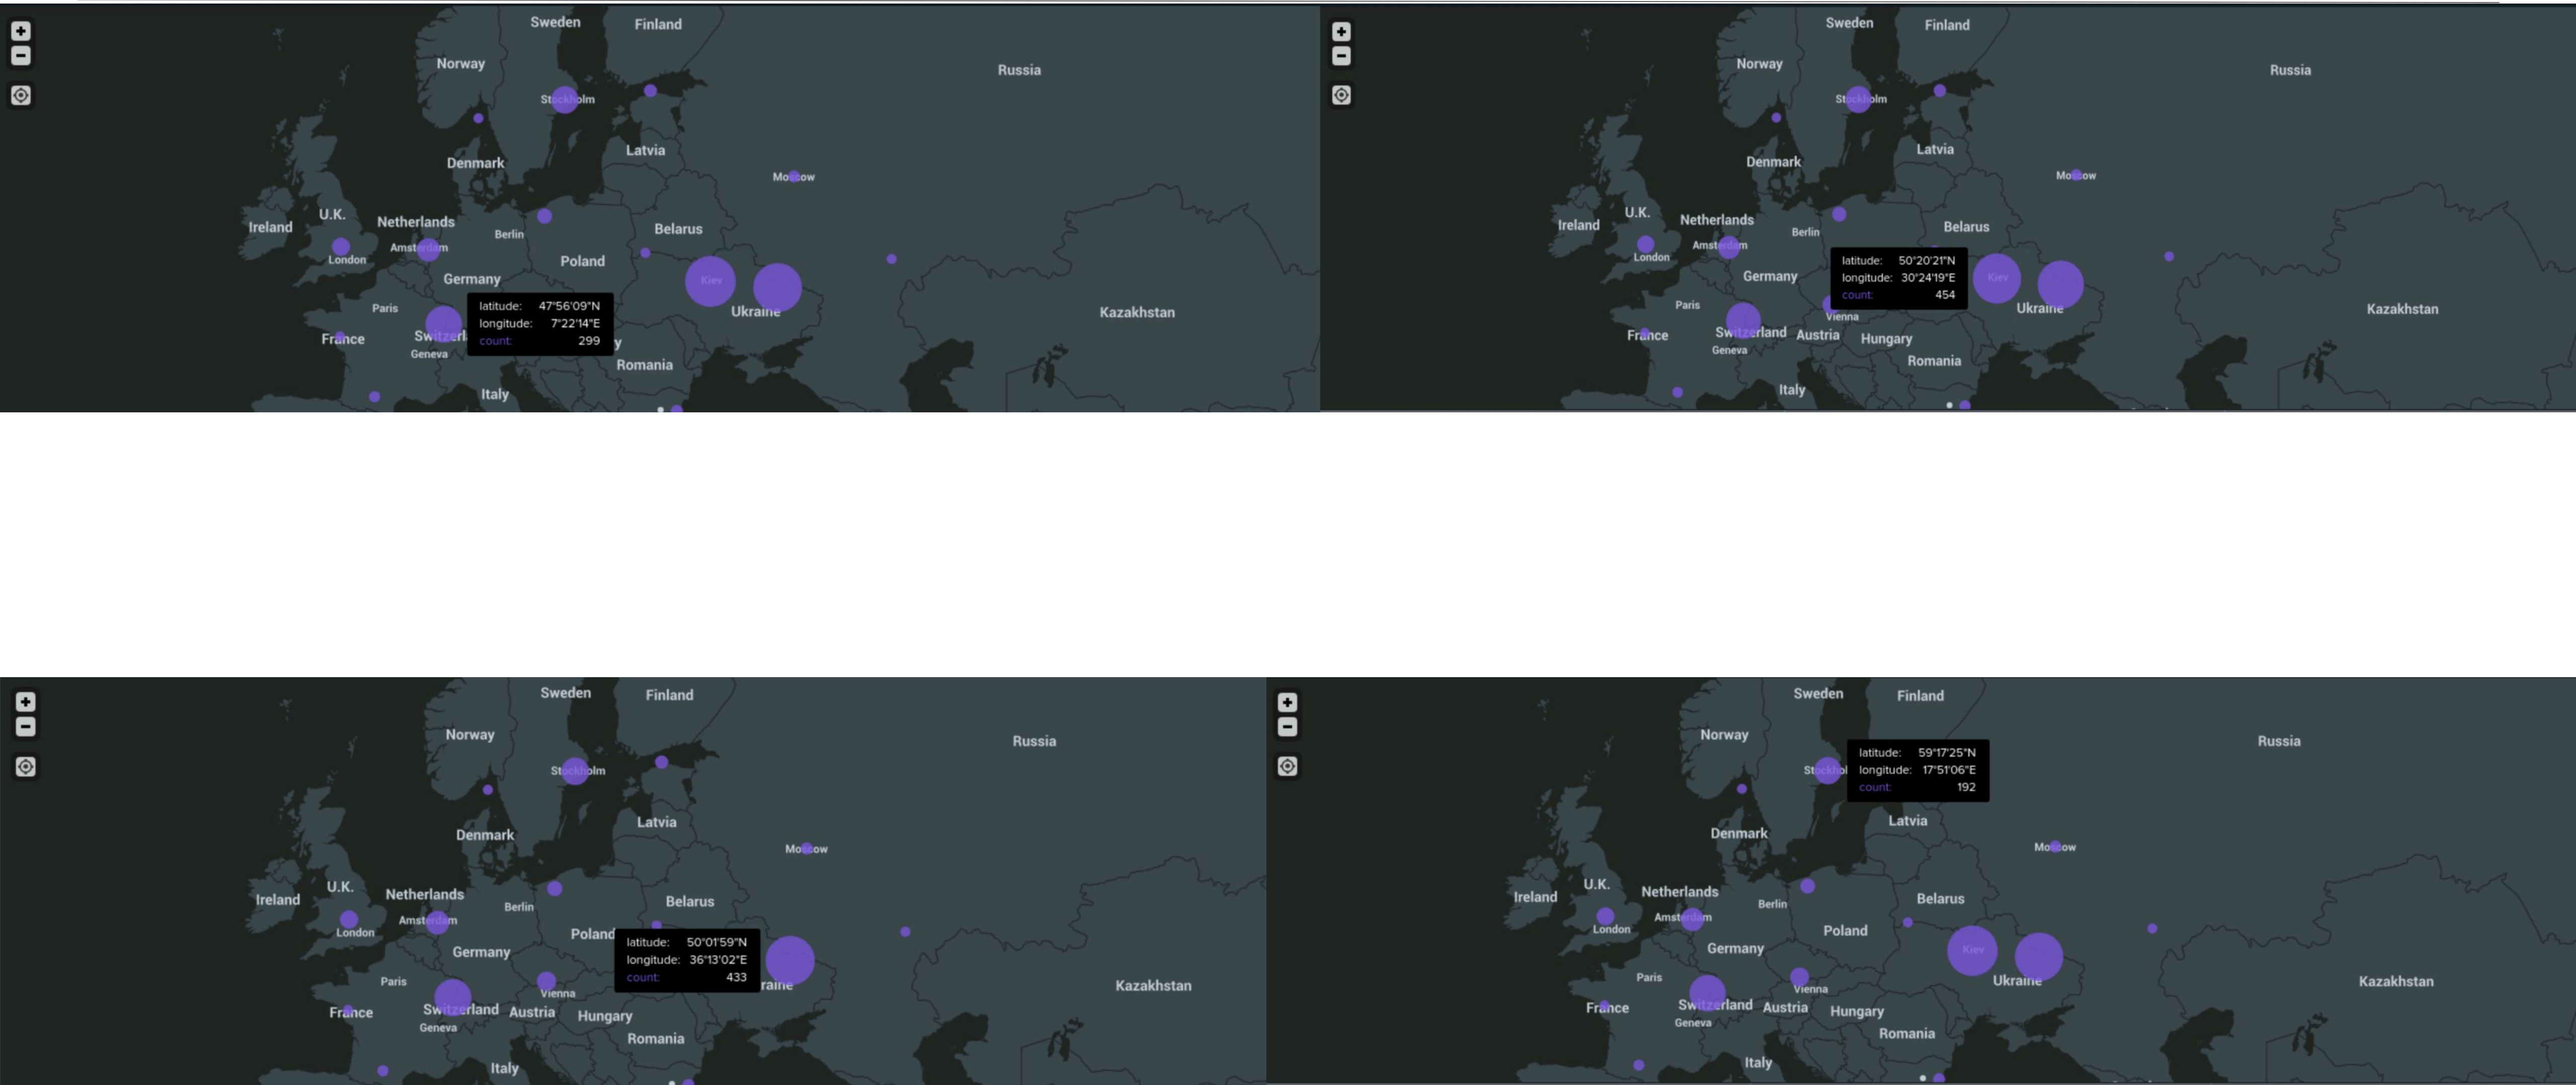 Sweden
Finland
Norway
Russia
Stockholm
Latvia
Denmark
Moscow
U.K.
Netherlands
Ireland
Belarus
Berlin
Amsterdam
London
Poland
Germany
Kiev
latitude: 47°56'09"N
Paris
Ukraine
Kazakhstan
longitude: 7°22'14"E
France
Switzerl
count: 299
y
Geneva
Romania
Italy
Sweden
Finland
Norway
Russia
Stockholm
Latvia
Denmark
Moscow
U.K.
Netherlands
Ireland
Belarus
Berlin
Amsterdam
London
latitude: 50°20'21"N
Germany
longitude: 30°24'19"E
Kiev
count: 454
Paris
Ukraine
Kazakhstan
Vienna
France
Switzerland
Austria
Hungary
Geneva
Romania
Italy
Sweden
Finland
Norway
Russia
Stockholm
Latvia
Denmark
Moscow
U.K.
Netherlands
Ireland
Belarus
Berlin
Amsterdam
London
Poland
latitude: 50°01'59"N
Germany
longitude: 36°13'02"E
count: 433
Paris
raine
Kazakhstan
Vienna
France
Switzerland
Austria
Hungary
Geneva
Romania
Italy
Sweden
Finland
Norway
Russia
latitude: 59°17'25"N
Stockhol
longitude: 17°51'06"E
count: 192
Latvia
Denmark
Moscow
U.K.
Netherlands
Ireland
Belarus
Berlin
Amsterdam
London
Poland
Germany
Kiev
Paris
Ukraine
Kazakhstan
Vienna
France
Switzerland
Austria
Hungary
Geneva
Romania
Italy